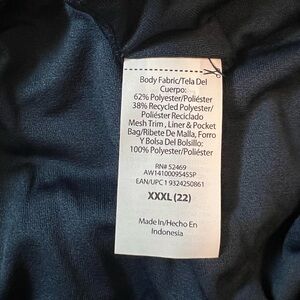 Body Fabric/Tela Del
Cuerpo:
62% Polyester/Poliéster
38% Recycled Polyester/
Poliéster Reciclado
Mesh Trim , Liner & Pocket
Bag/Ribete De Malla, Forro
Y Bolsa Del Bolsillo:
100% Polyester/Poliéster
RN# 52469
AW14100095455P
EAN/UPC 1 9324250861
XXXL (22)
Made In/Hecho En
Indonesia